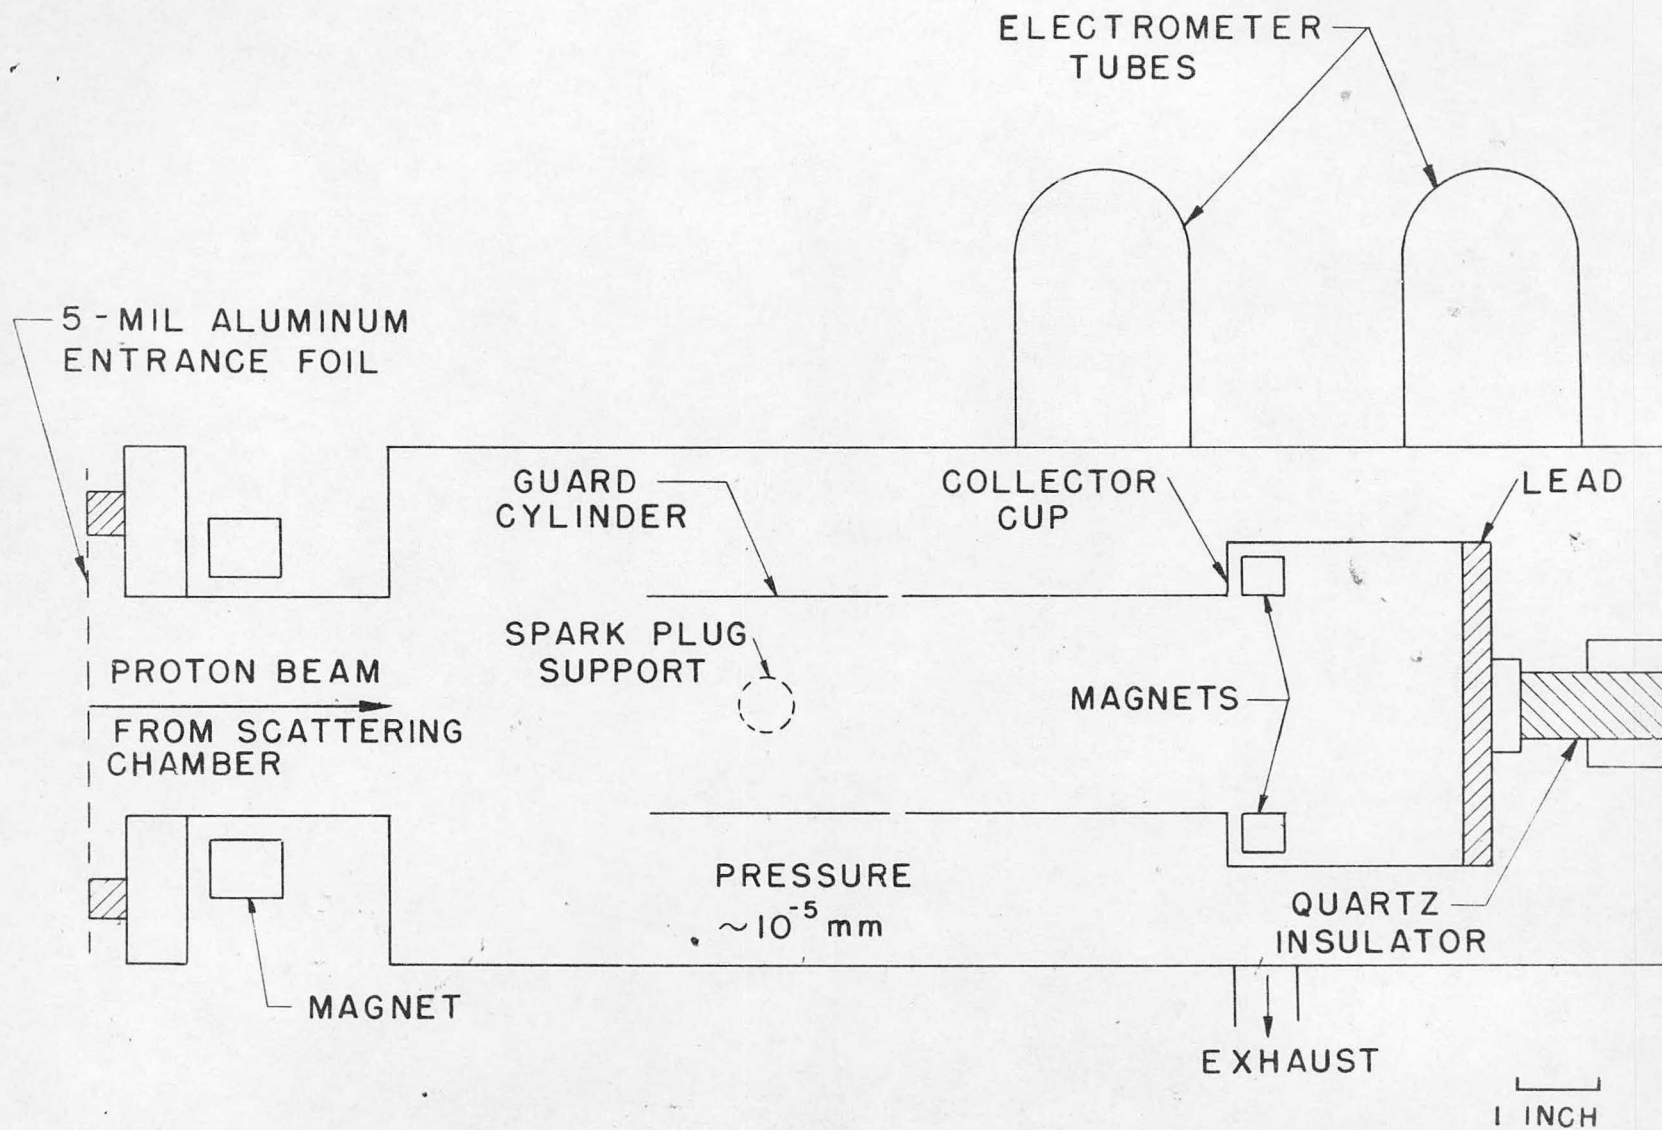 ELECTROMETER
TUBES
5-MIL ALUMINUM
ENTRANCE FOIL
GUARD
CYLINDER
COLLECTOR
CUP
LEAD
SPARK PLUG
SUPPORT
PROTON BEAM
FROM SCATTERING
CHAMBER
MAGNETS
PRESSURE
~10⁻⁵ mm
QUARTZ
INSULATOR
MAGNET
EXHAUST
1 INCH